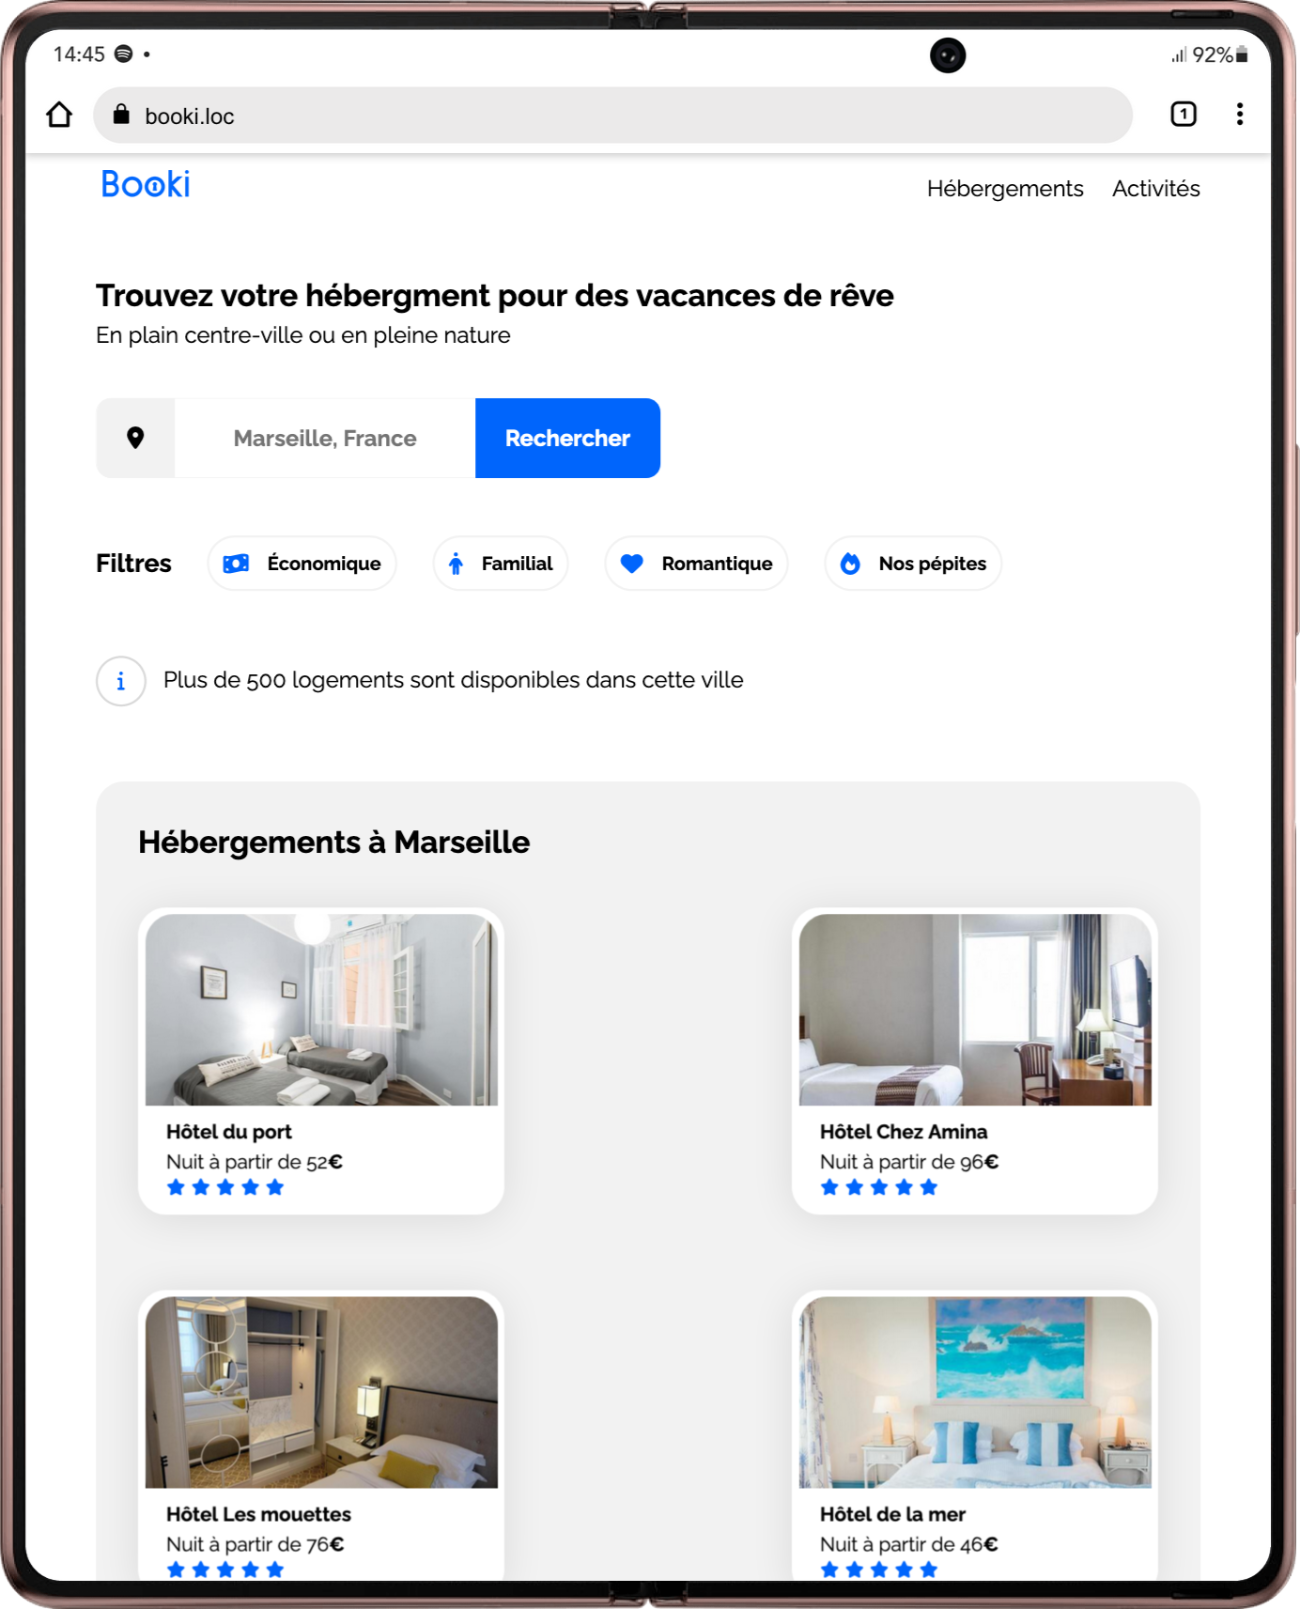 14:45
92%
booki.loc
1
Booki
Hébergements Activités
Trouvez votre hébergment pour des vacances de rêve
En plain centre-ville ou en pleine nature
Marseille, France
Rechercher
Filtres
Économique
Familial
Romantique
Nos pépites
i
Plus de 500 logements sont disponibles dans cette ville
Hébergements à Marseille
Hôtel du port
Nuit à partir de 52€
Hôtel Chez Amina
Nuit à partir de 96€
Hôtel Les mouettes
Nuit à partir de 76€
Hôtel de la mer
Nuit à partir de 46€